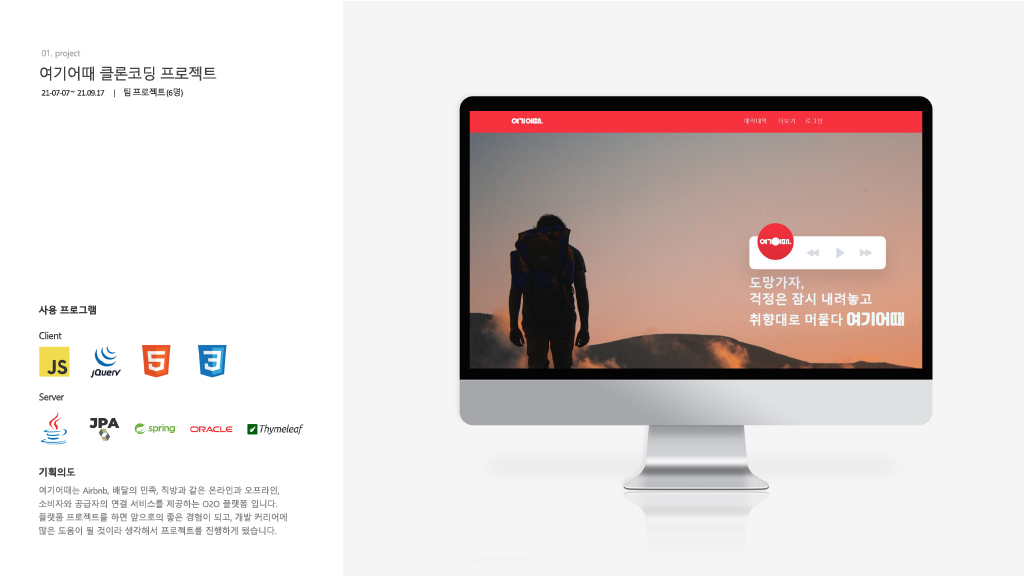 01. project
여기어때 클론코딩 프로젝트
21-07-07~ 21.09.17 | 팀 프로젝트(6명)
사용 프로그램
Client
JS
jQuery
5
3
Server
JPA
spring
ORACLE
Thymeleaf
기획의도
여기어때는 Airbnb, 배달의 민족, 직방과 같은 온라인과 오프라인,
소비자와 공급자의 연결 서비스를 제공하는 O2O 플랫폼 입니다.
플랫폼 프로젝트를 하면 앞으로의 좋은 경험이 되고, 개발 커리어에
많은 도움이 될 것이라 생각해서 프로젝트를 진행하게 됐습니다.
여기어때.
예약내역 더보기 로그인
여기어때.
도망가자,
걱정은 잠시 내려놓고
취향대로 머물다 여기어때